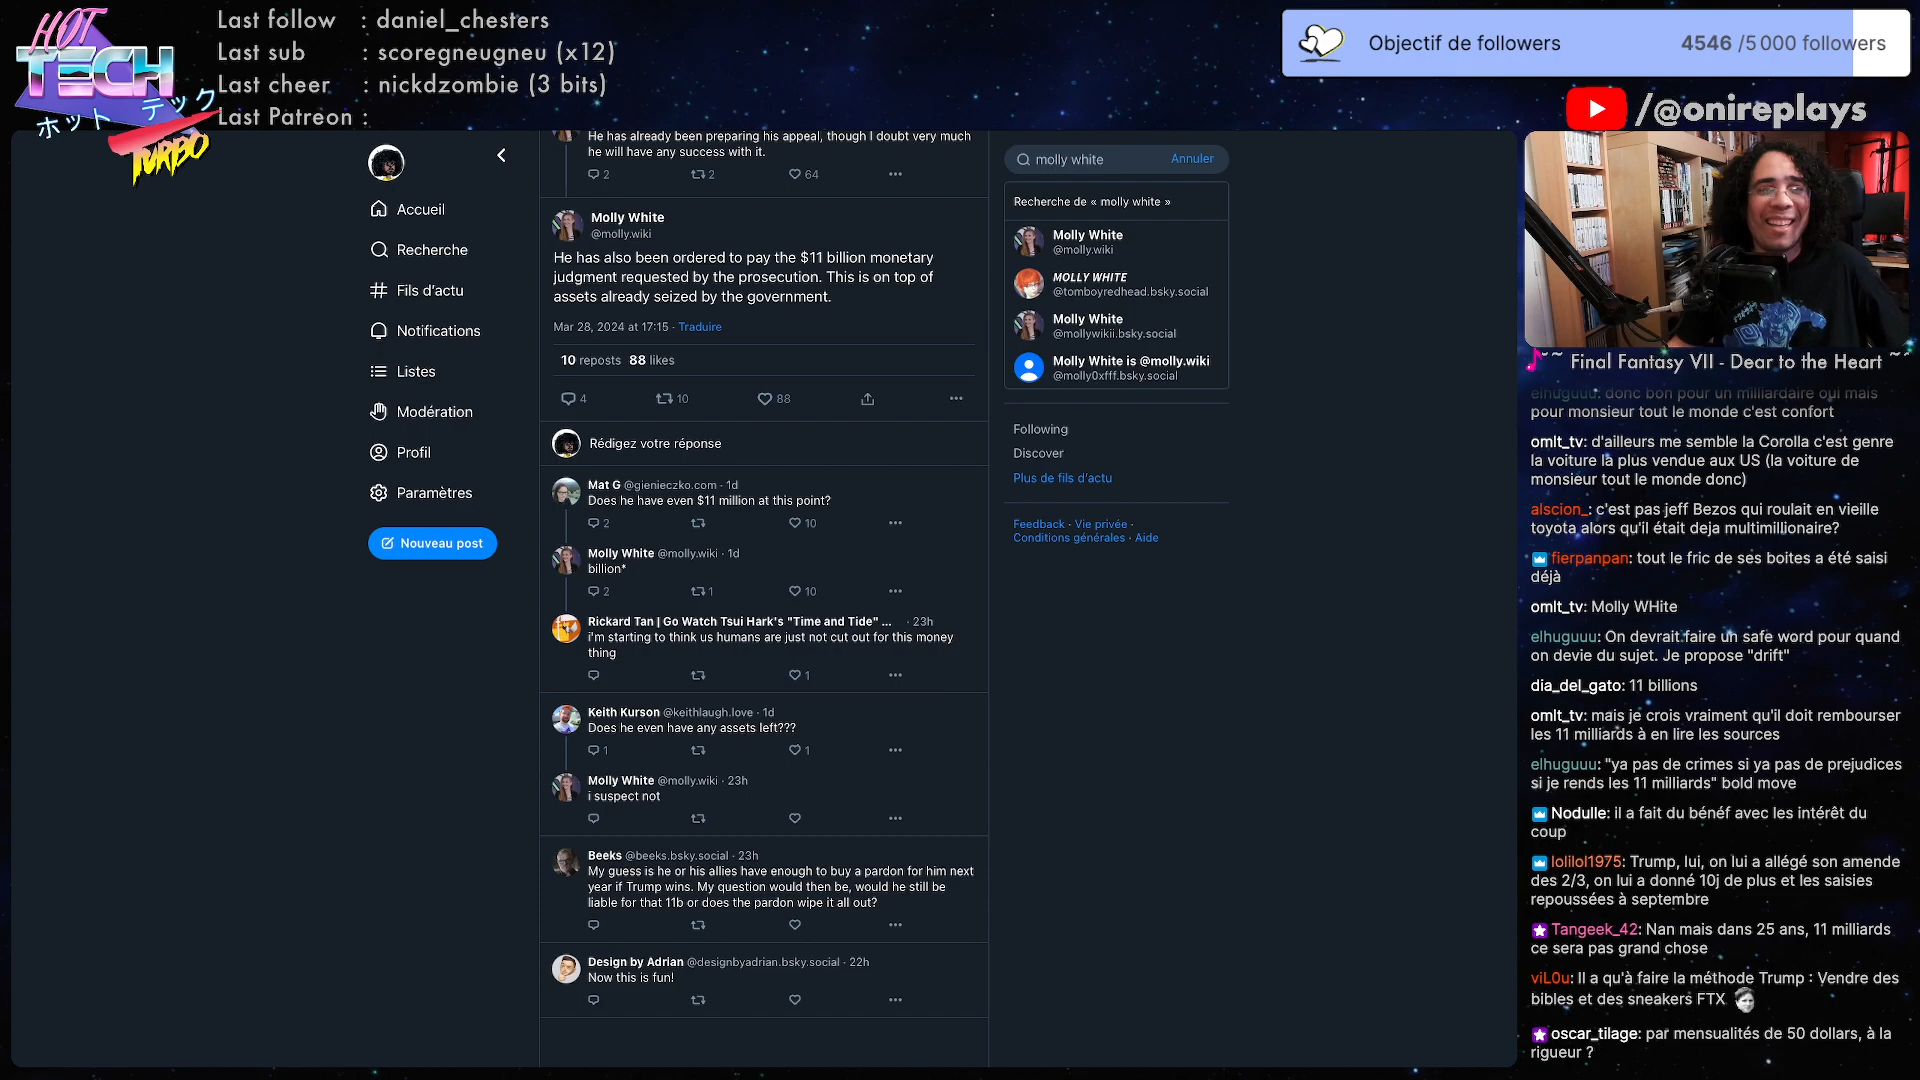 HOT
TECH
ホット テック
TURBO
Last follow : daniel_chesters
Last sub : scoregneugneu (x12)
Last cheer : nickdzombie (3 bits)
Last Patreon :
Objectif de followers 4546 /5 000 followers
/@onireplays
Accueil
Recherche
Fils d'actu
Notifications
Listes
Modération
Profil
Paramètres
Nouveau post
He has already been preparing his appeal, though I doubt very much
he will have any success with it.
2 2 64
Molly White
@molly.wiki
He has also been ordered to pay the $11 billion monetary
judgment requested by the prosecution. This is on top of
assets already seized by the government.
Mar 28, 2024 at 17:15 · Traduire
10 reposts 88 likes
4 10 88
Rédigez votre réponse
Mat G @gienieczko.com · 1d
Does he have even $11 million at this point?
2 10
Molly White @molly.wiki · 1d
billion*
2 1 10
Rickard Tan | Go Watch Tsui Hark's "Time and Tide" ... · 23h
i'm starting to think us humans are just not cut out for this money
thing
1
Keith Kurson @keithlaugh.love · 1d
Does he even have any assets left???
1 1
Molly White @molly.wiki · 23h
i suspect not
Beeks @beeks.bsky.social · 23h
My guess is he or his allies have enough to buy a pardon for him next
year if Trump wins. My question would then be, would he still be
liable for that 11b or does the pardon wipe it all out?
Design by Adrian @designbyadrian.bsky.social · 22h
Now this is fun!
molly white Annuler
Recherche de « molly white »
Molly White
@molly.wiki
MOLLY WHITE
@tomboyredhead.bsky.social
Molly White
@mollywikii.bsky.social
Molly White is @molly.wiki
@molly0xfff.bsky.social
Following
Discover
Plus de fils d'actu
Feedback · Vie privée ·
Conditions générales · Aide
~~ Final Fantasy VII - Dear to the Heart ~~
elhuguuu: donc bon pour un milliardaire oui mais
pour monsieur tout le monde c'est confort
omlt_tv: d'ailleurs me semble la Corolla c'est genre
la voiture la plus vendue aux US (la voiture de
monsieur tout le monde donc)
alscion_: c'est pas jeff Bezos qui roulait en vieille
toyota alors qu'il était deja multimillionaire?
fierpanpan: tout le fric de ses boites a été saisi
déjà
omlt_tv: Molly WHite
elhuguuu: On devrait faire un safe word pour quand
on devie du sujet. Je propose "drift"
dia_del_gato: 11 billions
omlt_tv: mais je crois vraiment qu'il doit rembourser
les 11 milliards à en lire les sources
elhuguuu: "ya pas de crimes si ya pas de prejudices
si je rends les 11 milliards" bold move
Nodulle: il a fait du bénéf avec les intérêt du
coup
lolilol1975: Trump, lui, on lui a allégé son amende
des 2/3, on lui a donné 10j de plus et les saisies
repoussées à septembre
Tangeek_42: Nan mais dans 25 ans, 11 milliards
ce sera pas grand chose
viL0u: Il a qu'à faire la méthode Trump : Vendre des
bibles et des sneakers FTX
oscar_tilage: par mensualités de 50 dollars, à la
rigueur ?